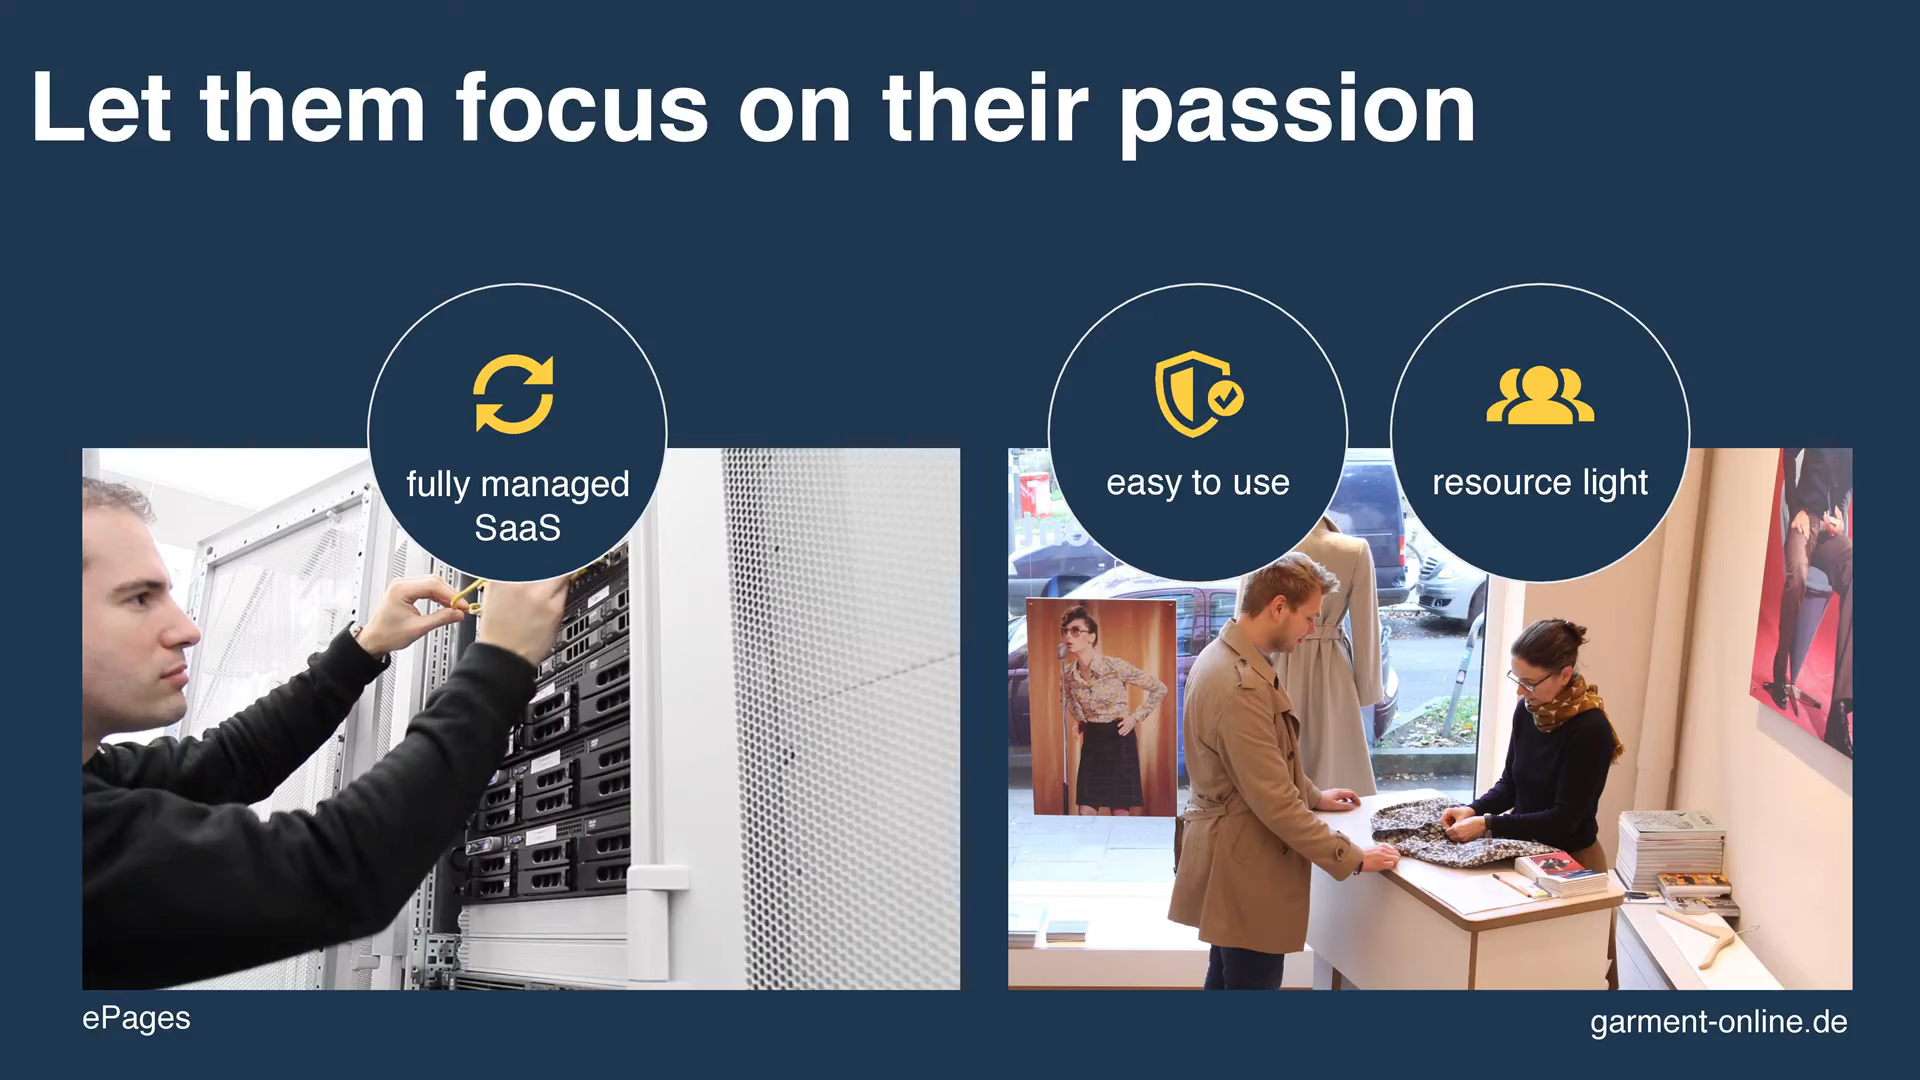 Let them focus on their passion
fully managed
SaaS
easy to use
resource light
ePages
garment-online.de